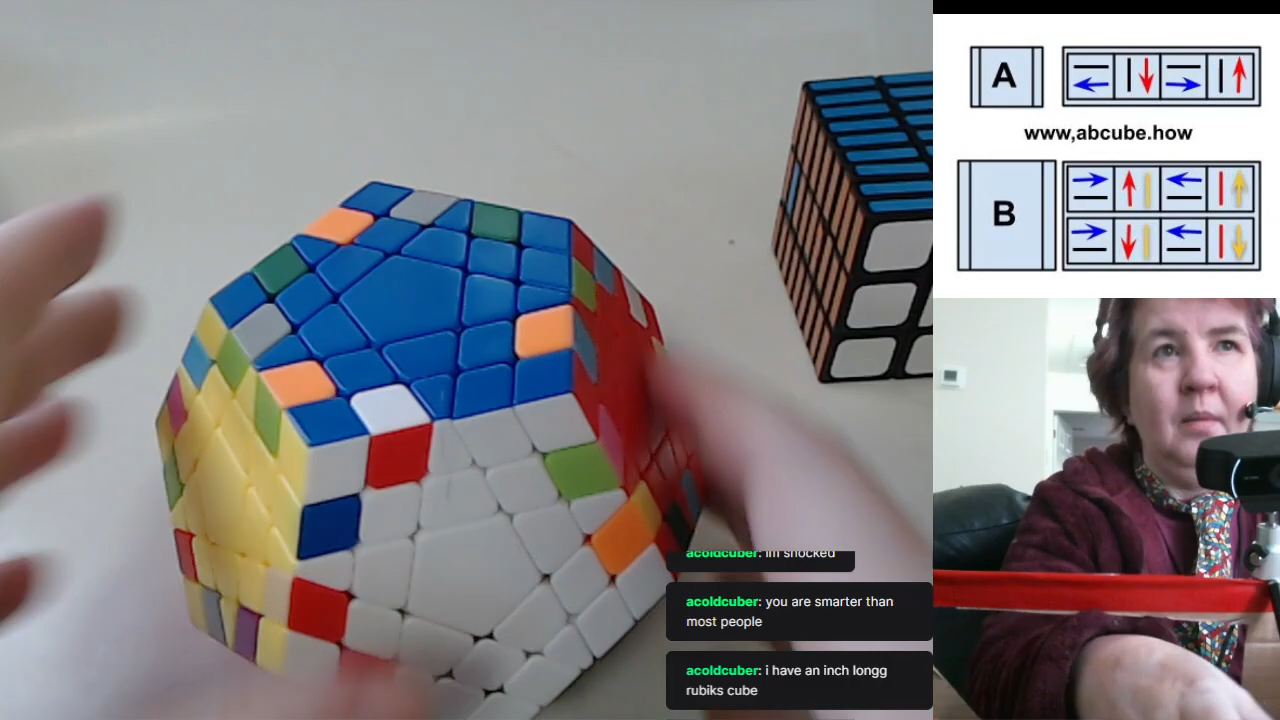 A
www,abcube.how
B
acoldcuber: im shocked
acoldcuber: you are smarter than
most people
acoldcuber: i have an inch longg
rubiks cube